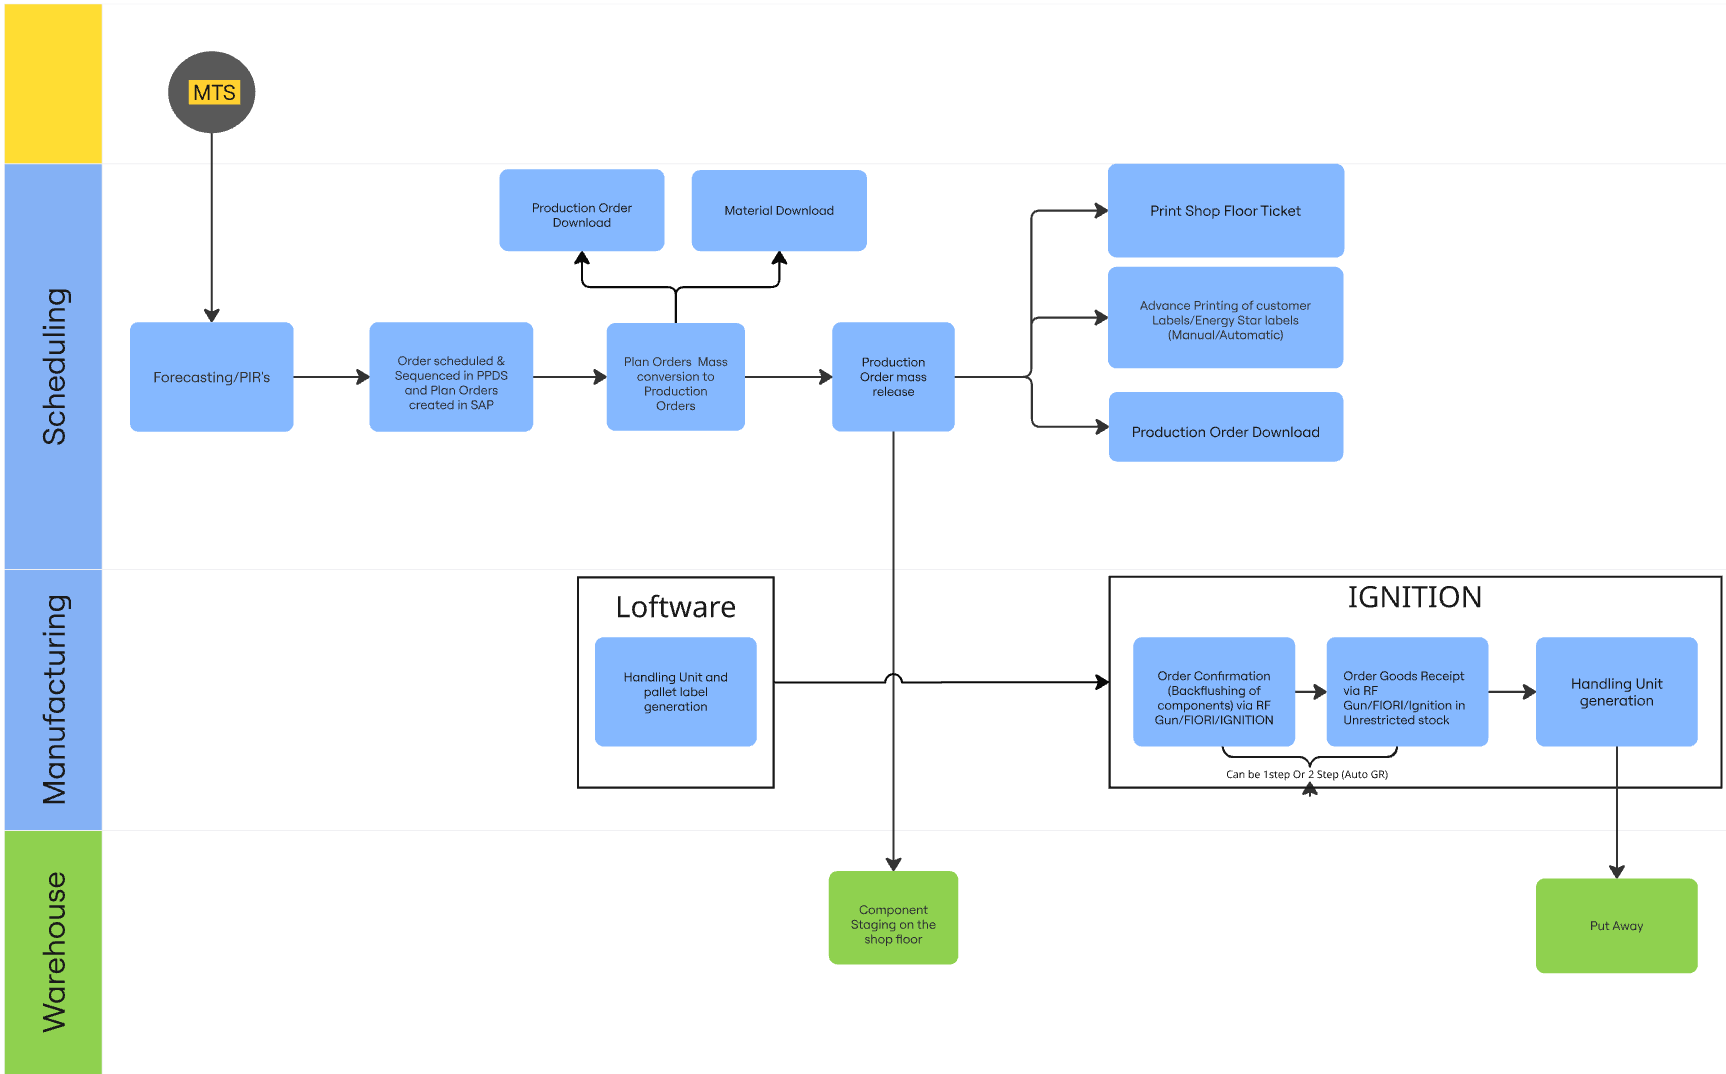 MTS
Scheduling
Production Order
Download
Material Download
Print Shop Floor Ticket
Advance Printing of customer
Labels/Energy Star labels
(Manual/Automatic)
Forecasting/PIR's
Order scheduled &
Sequenced in PPDS
and Plan Orders
created in SAP
Plan Orders  Mass
conversion to
Production
Orders
Production
Order mass
release
Production Order Download
Manufacturing
Loftware
Handling Unit and
pallet label
generation
IGNITION
Order Confirmation
(Backflushing of
components) via RF
Gun/FIORI/IGNITION
Order Goods Receipt
via RF
Gun/FIORI/Ignition in
Unrestricted stock
Handling Unit
generation
Can be 1step Or 2 Step (Auto GR)
Warehouse
Component
Staging on the
shop floor
Put Away